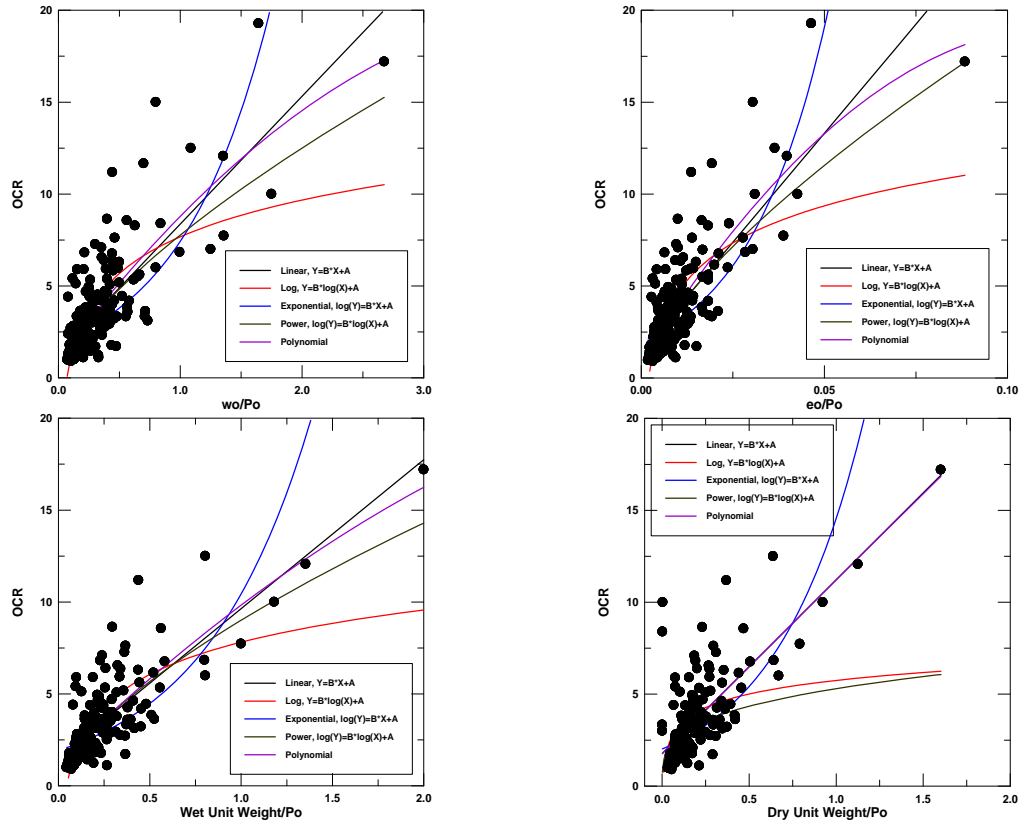 20
15
10
5
0
OCR
0.0
1.0
2.0
3.0
wo/Po
Linear, Y=B*X+A
Log, Y=B*log(X)+A
Exponential, log(Y)=B*X+A
Power, log(Y)=B*log(X)+A
Polynomial
20
15
10
5
0
OCR
0.00
0.05
0.10
eo/Po
Linear, Y=B*X+A
Log, Y=B*log(X)+A
Exponential, log(Y)=B*X+A
Power, log(Y)=B*log(X)+A
Polynomial
20
15
10
5
0
OCR
0.0
0.5
1.0
1.5
2.0
Wet Unit Weight/Po
Linear, Y=B*X+A
Log, Y=B*log(X)+A
Exponential, log(Y)=B*X+A
Power, log(Y)=B*log(X)+A
Polynomial
20
15
10
5
0
OCR
0.0
0.5
1.0
1.5
2.0
Dry Unit Weight/Po
Linear, Y=B*X+A
Log, Y=B*log(X)+A
Exponential, log(Y)=B*X+A
Power, log(Y)=B*log(X)+A
Polynomial